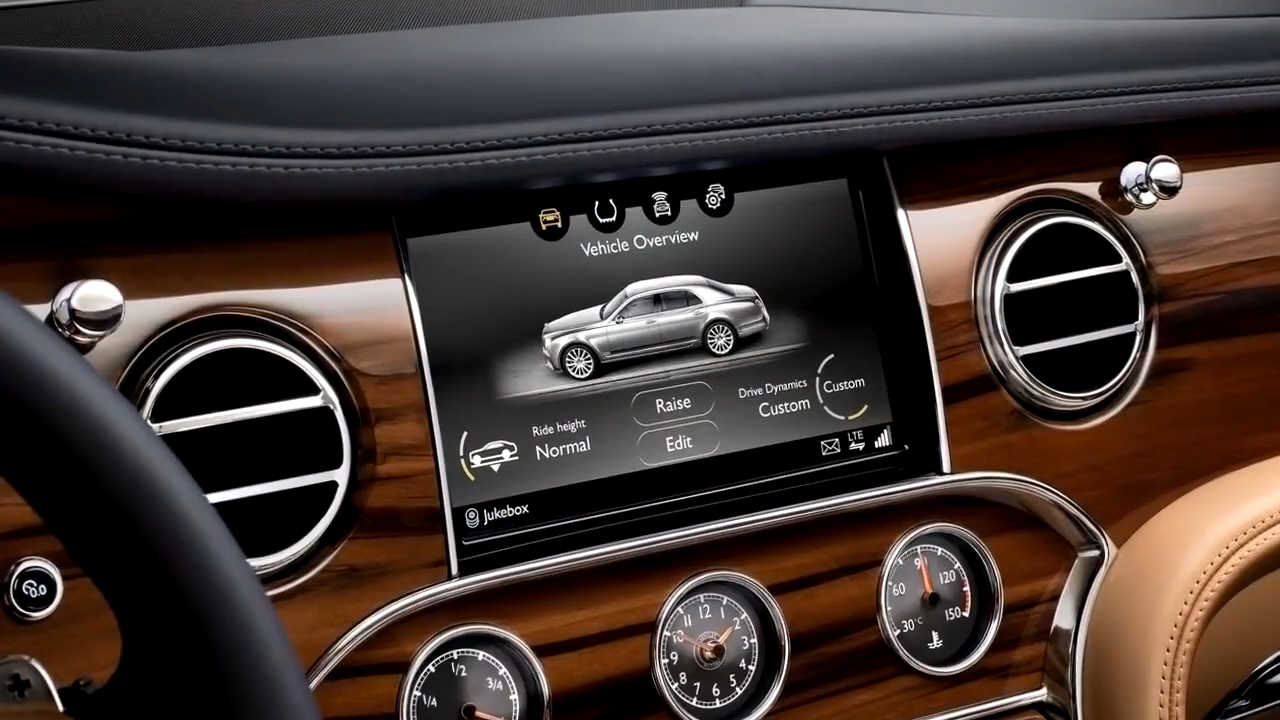 Vehicle Overview
Ride height
Normal
Raise
Edit
Drive Dynamics
Custom
Custom
LTE
Jukebox
1/4
1/2
3/4
12
1
2
3
4
5
6
7
8
9
10
11
30°C
60
90
120
150